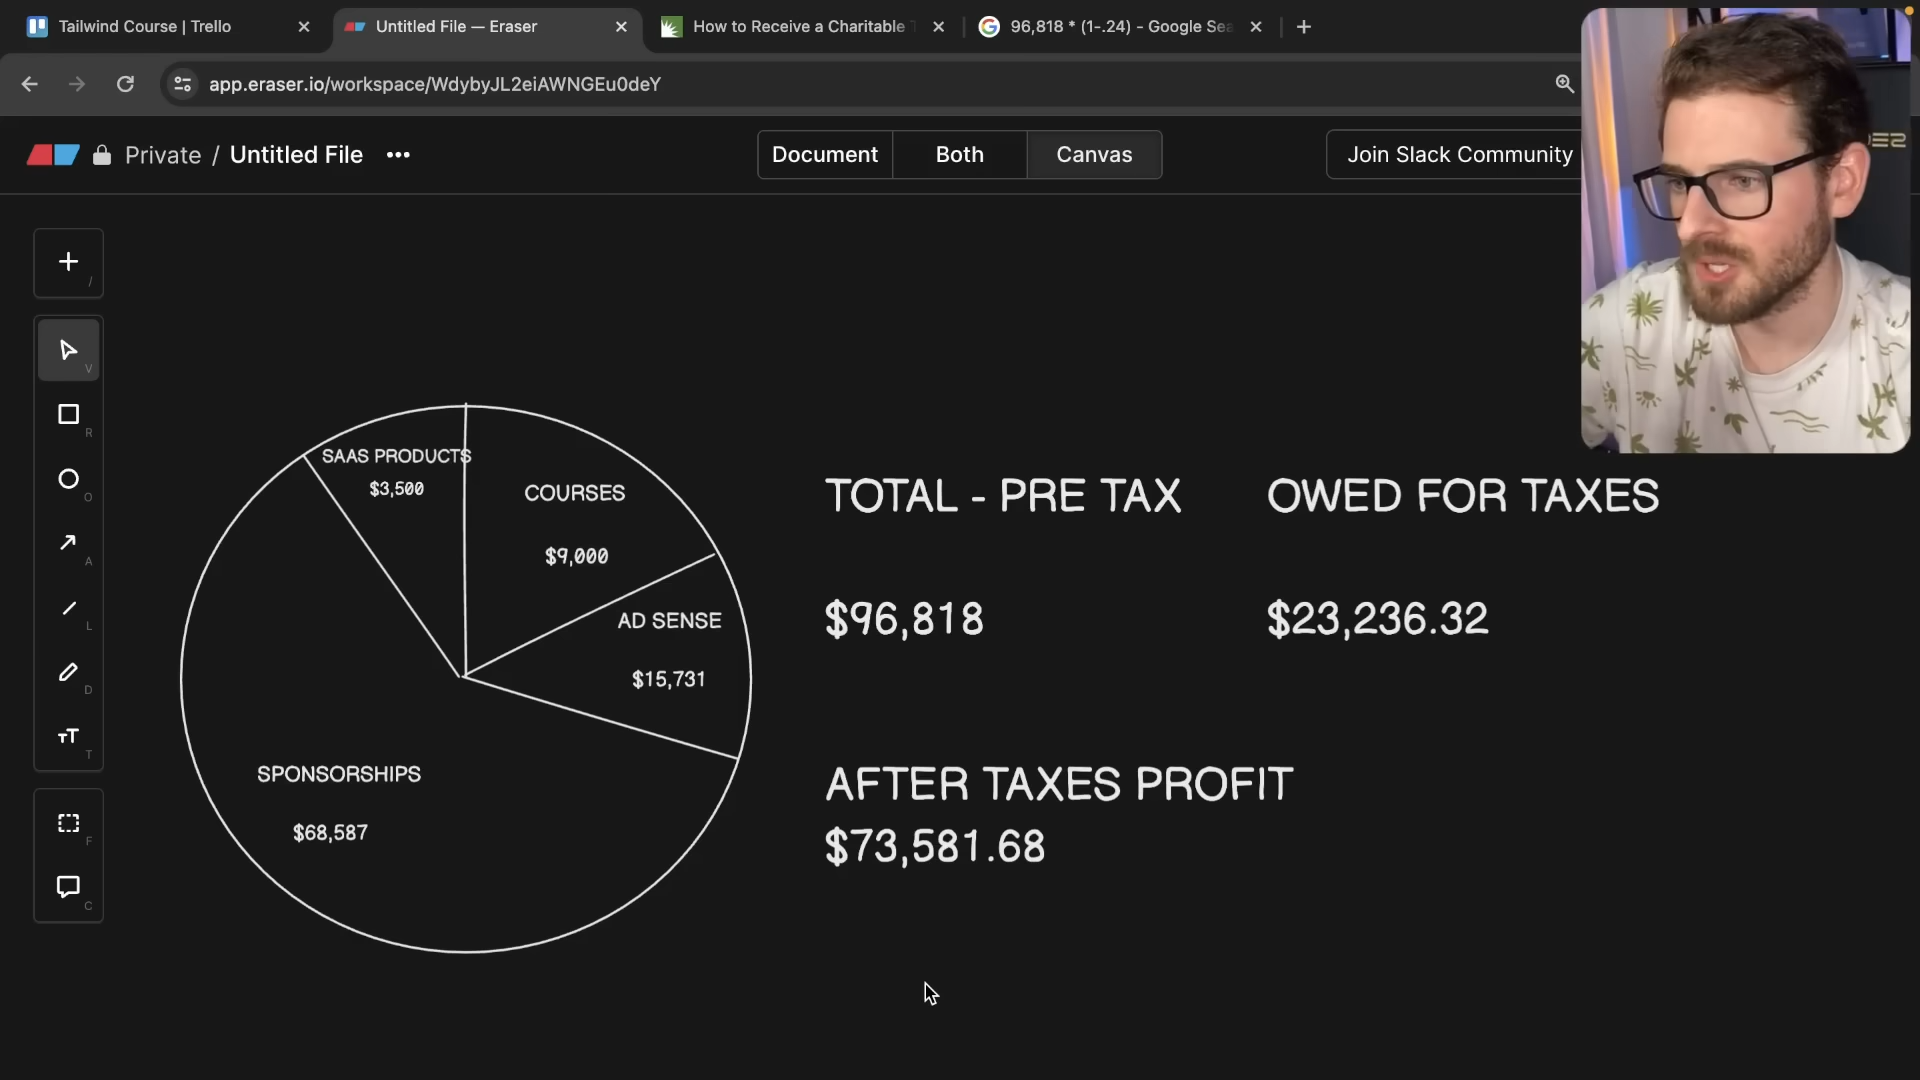 Tailwind Course | Trello
Untitled File — Eraser
How to Receive a Charitable
96,818 * (1-.24) - Google Sea
app.eraser.io/workspace/WdybyJL2eiAWNGEu0deY
Private / Untitled File
Document
Both
Canvas
Join Slack Community
/
V
R
O
A
L
D
T
F
C
SAAS PRODUCTS
$3,500
COURSES
$9,000
AD SENSE
$15,731
SPONSORSHIPS
$68,587
TOTAL - PRE TAX
$96,818
OWED FOR TAXES
$23,236.32
AFTER TAXES PROFIT
$73,581.68